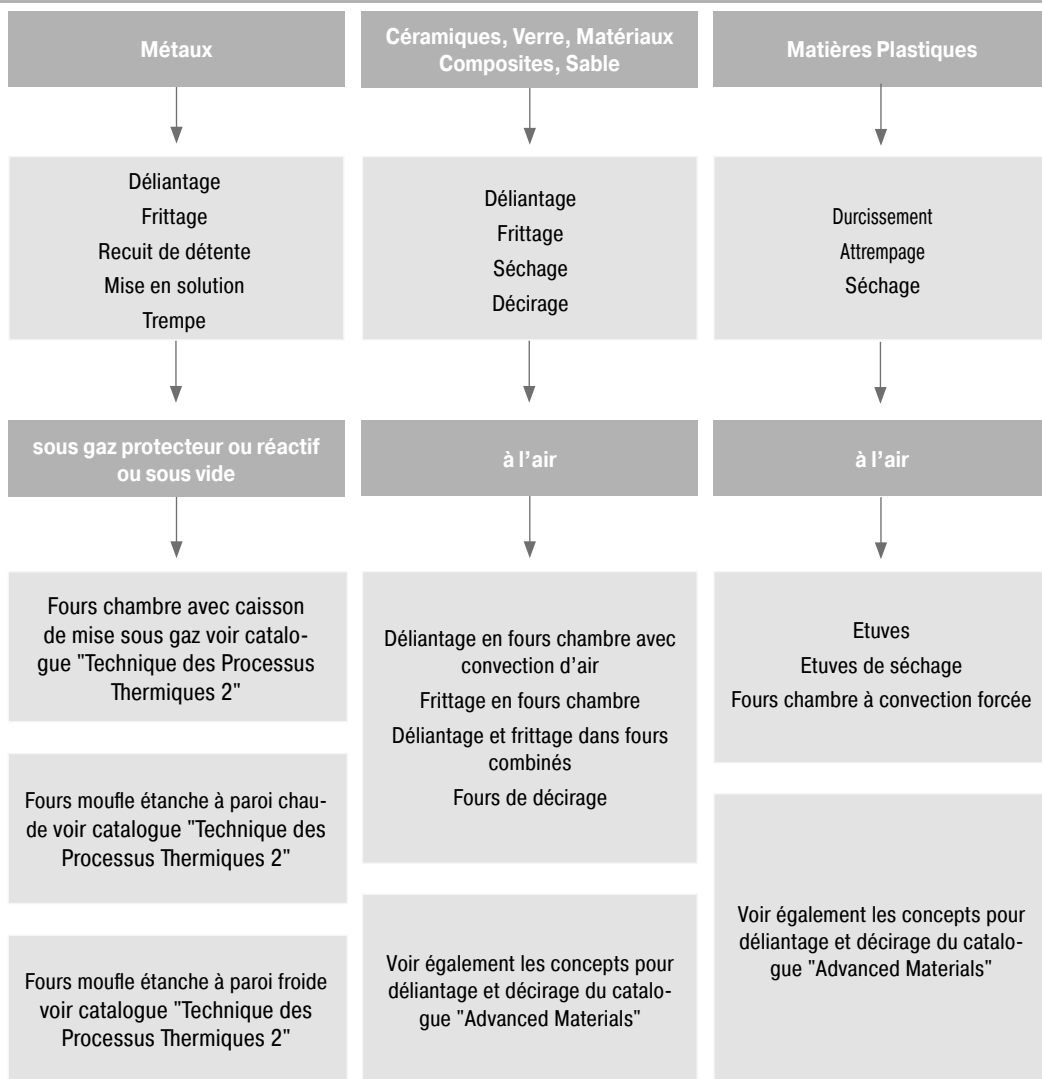 Métaux
Déliantage
Frittage
Recuit de détente
Mise en solution
Trempe
sous gaz protecteur ou réactif
ou sous vide
Fours chambre avec caisson
de mise sous gaz voir catalo-
gue "Technique des Processus
Thermiques 2"
Fours moufle étanche à paroi chau-
de voir catalogue "Technique des
Processus Thermiques 2"
Fours moufle étanche à paroi froide
voir catalogue "Technique des
Processus Thermiques 2"
Céramiques, Verre, Matériaux
Composites, Sable
Déliantage
Frittage
Séchage
Décirage
à l'air
Déliantage en fours chambre avec
convection d'air
Frittage en fours chambre
Déliantage et frittage dans fours
combinés
Fours de décirage
Voir également les concepts pour
déliantage et décirage du catalo-
gue "Advanced Materials"
Matières Plastiques
Durcissement
Attrempage
Séchage
à l'air
Etuves
Etuves de séchage
Fours chambre à convection forcée
Voir également les concepts pour
déliantage et décirage du catalo-
gue "Advanced Materials"